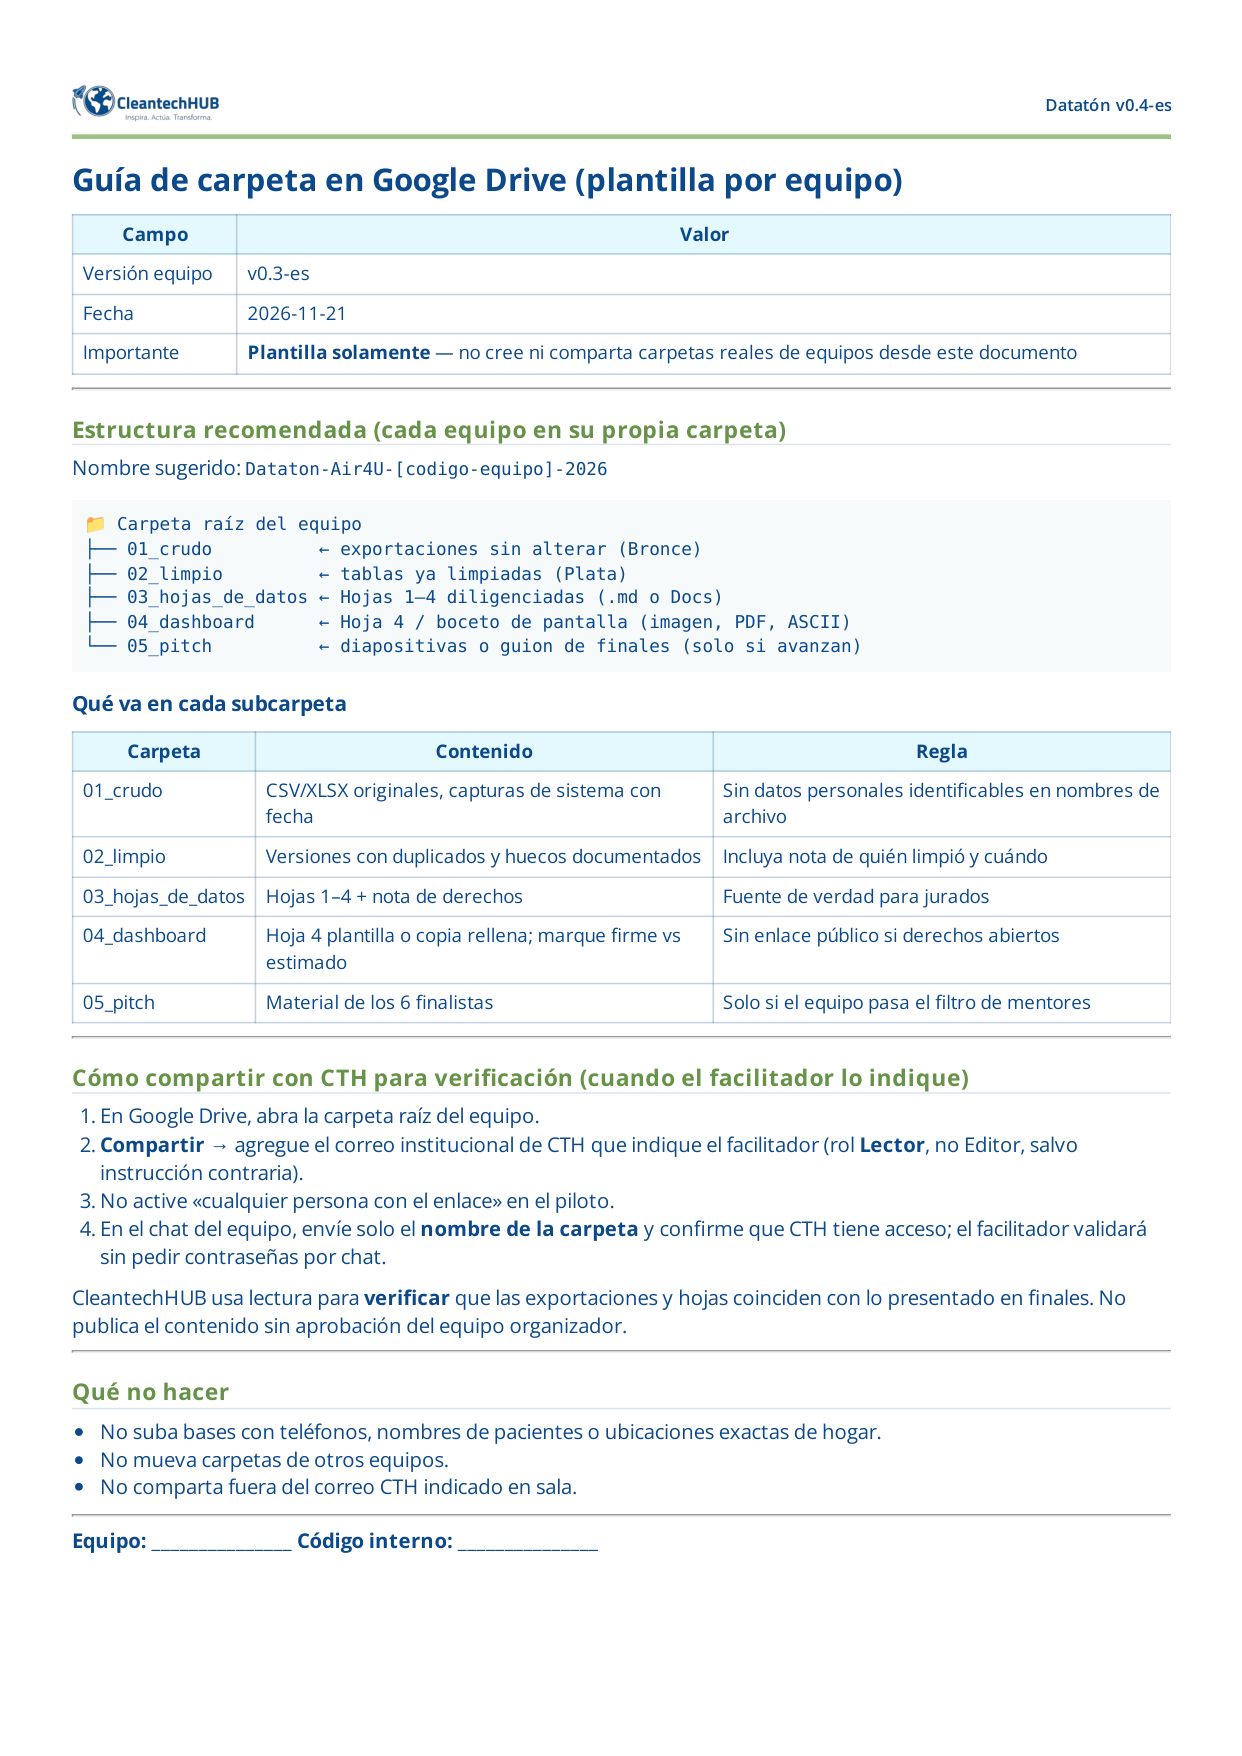 CleantechHUB
Inspira. Actúa. Transforma.
Datatón v0.4-es
Guía de carpeta en Google Drive (plantilla por equipo)
Campo Valor
Versión equipo v0.3-es
Fecha 2026-11-21
Importante Plantilla solamente — no cree ni comparta carpetas reales de equipos desde este documento
Estructura recomendada (cada equipo en su propia carpeta)
Nombre sugerido: Dataton-Air4U-[codigo-equipo]-2026
📁 Carpeta raíz del equipo
├── 01_crudo ← exportaciones sin alterar (Bronce)
├── 02_limpio ← tablas ya limpiadas (Plata)
├── 03_hojas_de_datos ← Hojas 1–4 diligenciadas (.md o Docs)
├── 04_dashboard ← Hoja 4 / boceto de pantalla (imagen, PDF, ASCII)
└── 05_pitch ← diapositivas o guion de finales (solo si avanzan)
Qué va en cada subcarpeta
Carpeta Contenido Regla
01_crudo CSV/XLSX originales, capturas de sistema con Sin datos personales identificables en nombres de
fecha archivo
02_limpio Versiones con duplicados y huecos documentados Incluya nota de quién limpió y cuándo
03_hojas_de_datos Hojas 1–4 + nota de derechos Fuente de verdad para jurados
04_dashboard Hoja 4 plantilla o copia rellena; marque firme vs Sin enlace público si derechos abiertos
estimado
05_pitch Material de los 6 finalistas Solo si el equipo pasa el filtro de mentores
Cómo compartir con CTH para verificación (cuando el facilitador lo indique)
1. En Google Drive, abra la carpeta raíz del equipo.
2. Compartir → agregue el correo institucional de CTH que indique el facilitador (rol Lector, no Editor, salvo
instrucción contraria).
3. No active «cualquier persona con el enlace» en el piloto.
4. En el chat del equipo, envíe solo el nombre de la carpeta y confirme que CTH tiene acceso; el facilitador validará
sin pedir contraseñas por chat.
CleantechHUB usa lectura para verificar que las exportaciones y hojas coinciden con lo presentado en finales. No
publica el contenido sin aprobación del equipo organizador.
Qué no hacer
• No suba bases con teléfonos, nombres de pacientes o ubicaciones exactas de hogar.
• No mueva carpetas de otros equipos.
• No comparta fuera del correo CTH indicado en sala.
Equipo: ______________ Código interno: ______________